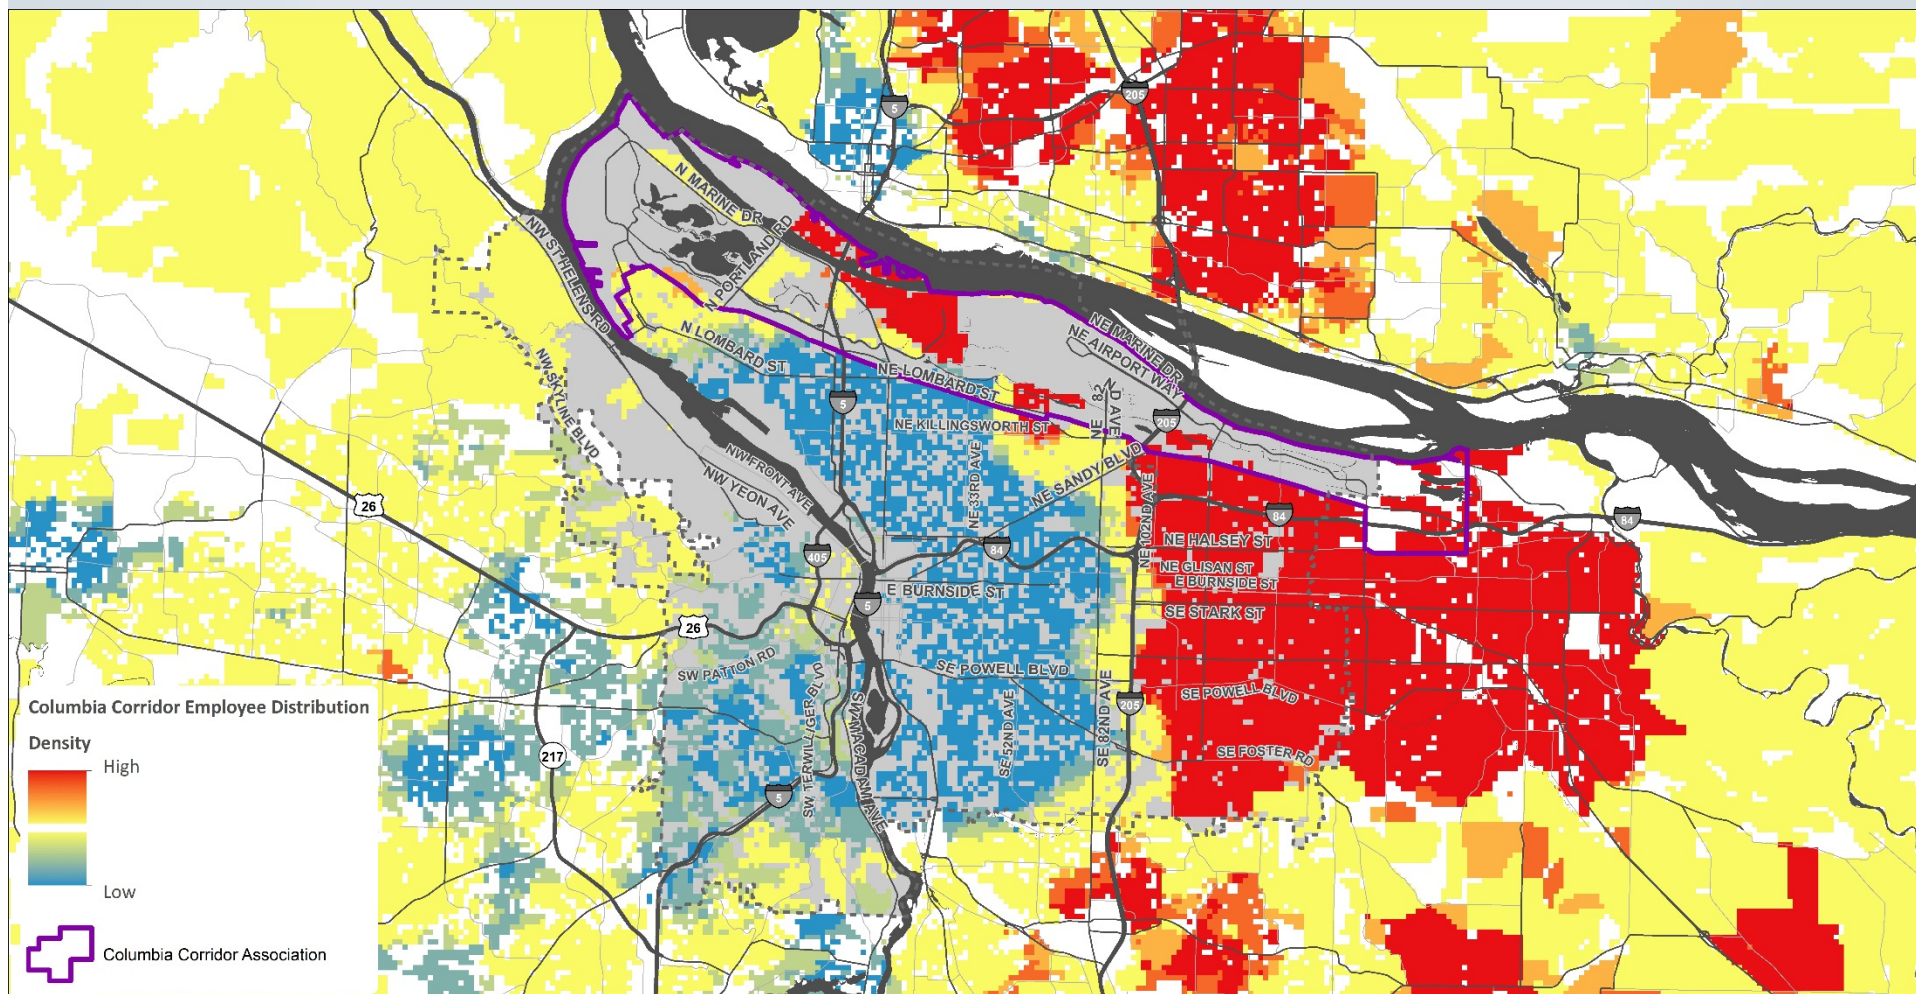 5
205
N MARINE DR
N PORTLAND RD
NW ST HELENS RD
N LOMBARD ST
NE LOMBARD ST
NE MARINE DR
NE AIRPORT WAY
NE 82
ND AVE
NW SKYLINE BLVD
5
NE KILLINGSWORTH ST
205
NW FRONT AVE
NW YEON AVE
NE 33RD AVE
NE SANDY BLVD
NE 102ND AVE
26
84
84
405
84
NE HALSEY ST
NE GLISAN ST
E BURNSIDE ST
E BURNSIDE ST
5
SE STARK ST
26
SW PATTON RD
SE POWELL BLVD
SE POWELL BLVD
SW TERWILLIGER BLVD
SW MACADAM AVE
SE 52ND AVE
SE 82ND AVE
205
217
SE FOSTER RD
5
Columbia Corridor Employee Distribution
Density
High
Low
Columbia Corridor Association